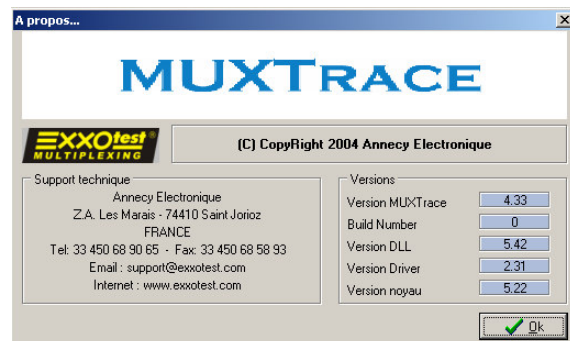 A propos...
MUXTRACE
EXXOtest®
MULTIPLEXING
(C) CopyRight 2004 Annecy Electronique
Support technique
Annecy Electronique
Z.A. Les Marais - 74410 Saint Jorioz
FRANCE
Tel: 33 450 68 90 65 - Fax: 33 450 68 58 93
Email : support@exxotest.com
Internet : www.exxotest.com
Versions
Version MUXTrace 4.33
Build Number 0
Version DLL 5.42
Version Driver 2.31
Version noyau 5.22
Ok